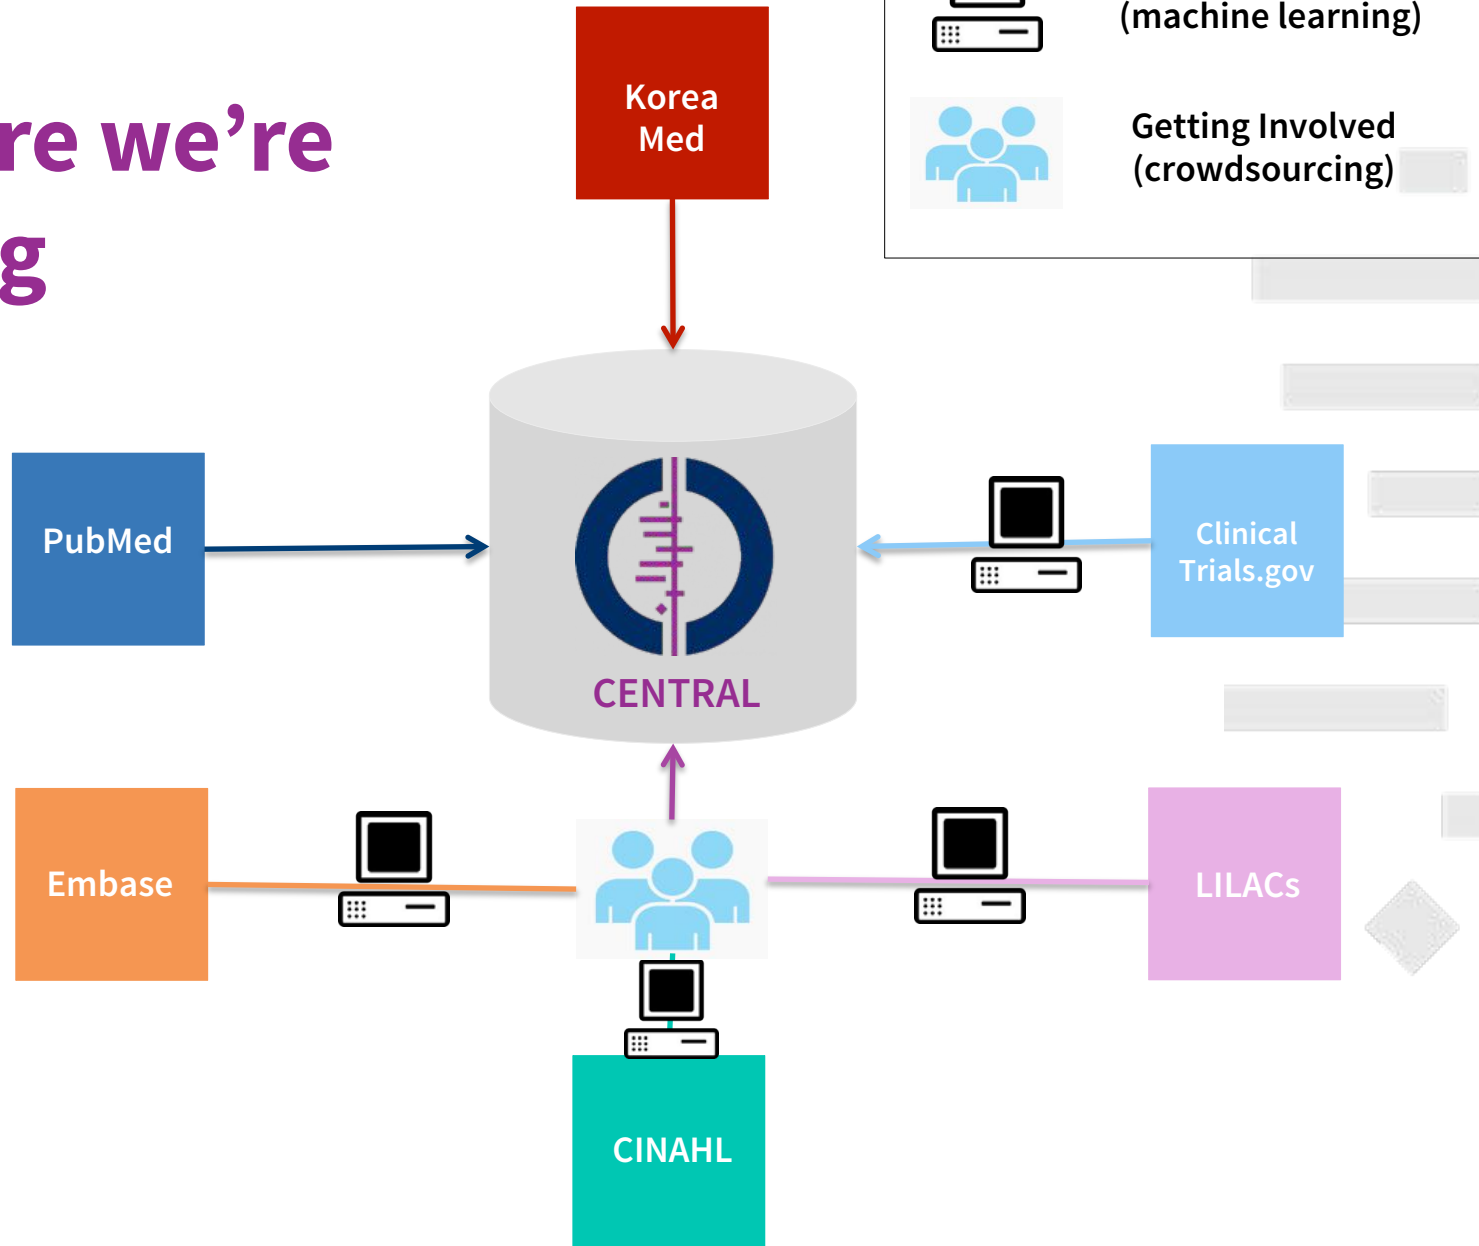 re we're
g
(machine learning)
Getting Involved
(crowdsourcing)
Korea
Med
PubMed
CENTRAL
Clinical
Trials.gov
Embase
LILACs
CINAHL